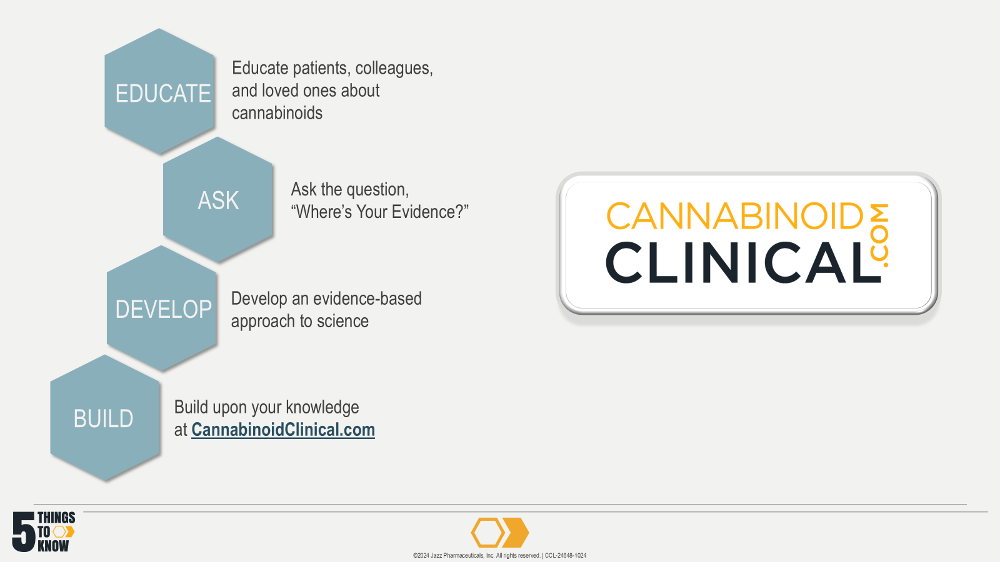 EDUCATE
Educate patients, colleagues,
and loved ones about
cannabinoids
ASK
Ask the question,
“Where’s Your Evidence?”
DEVELOP
Develop an evidence-based
approach to science
BUILD
Build upon your knowledge
at CannabinoidClinical.com
CANNABINOID
CLINICAL
.COM
5 THINGS
TO
KNOW
©2024 Jazz Pharmaceuticals, Inc. All rights reserved. | CCL-24648-1024